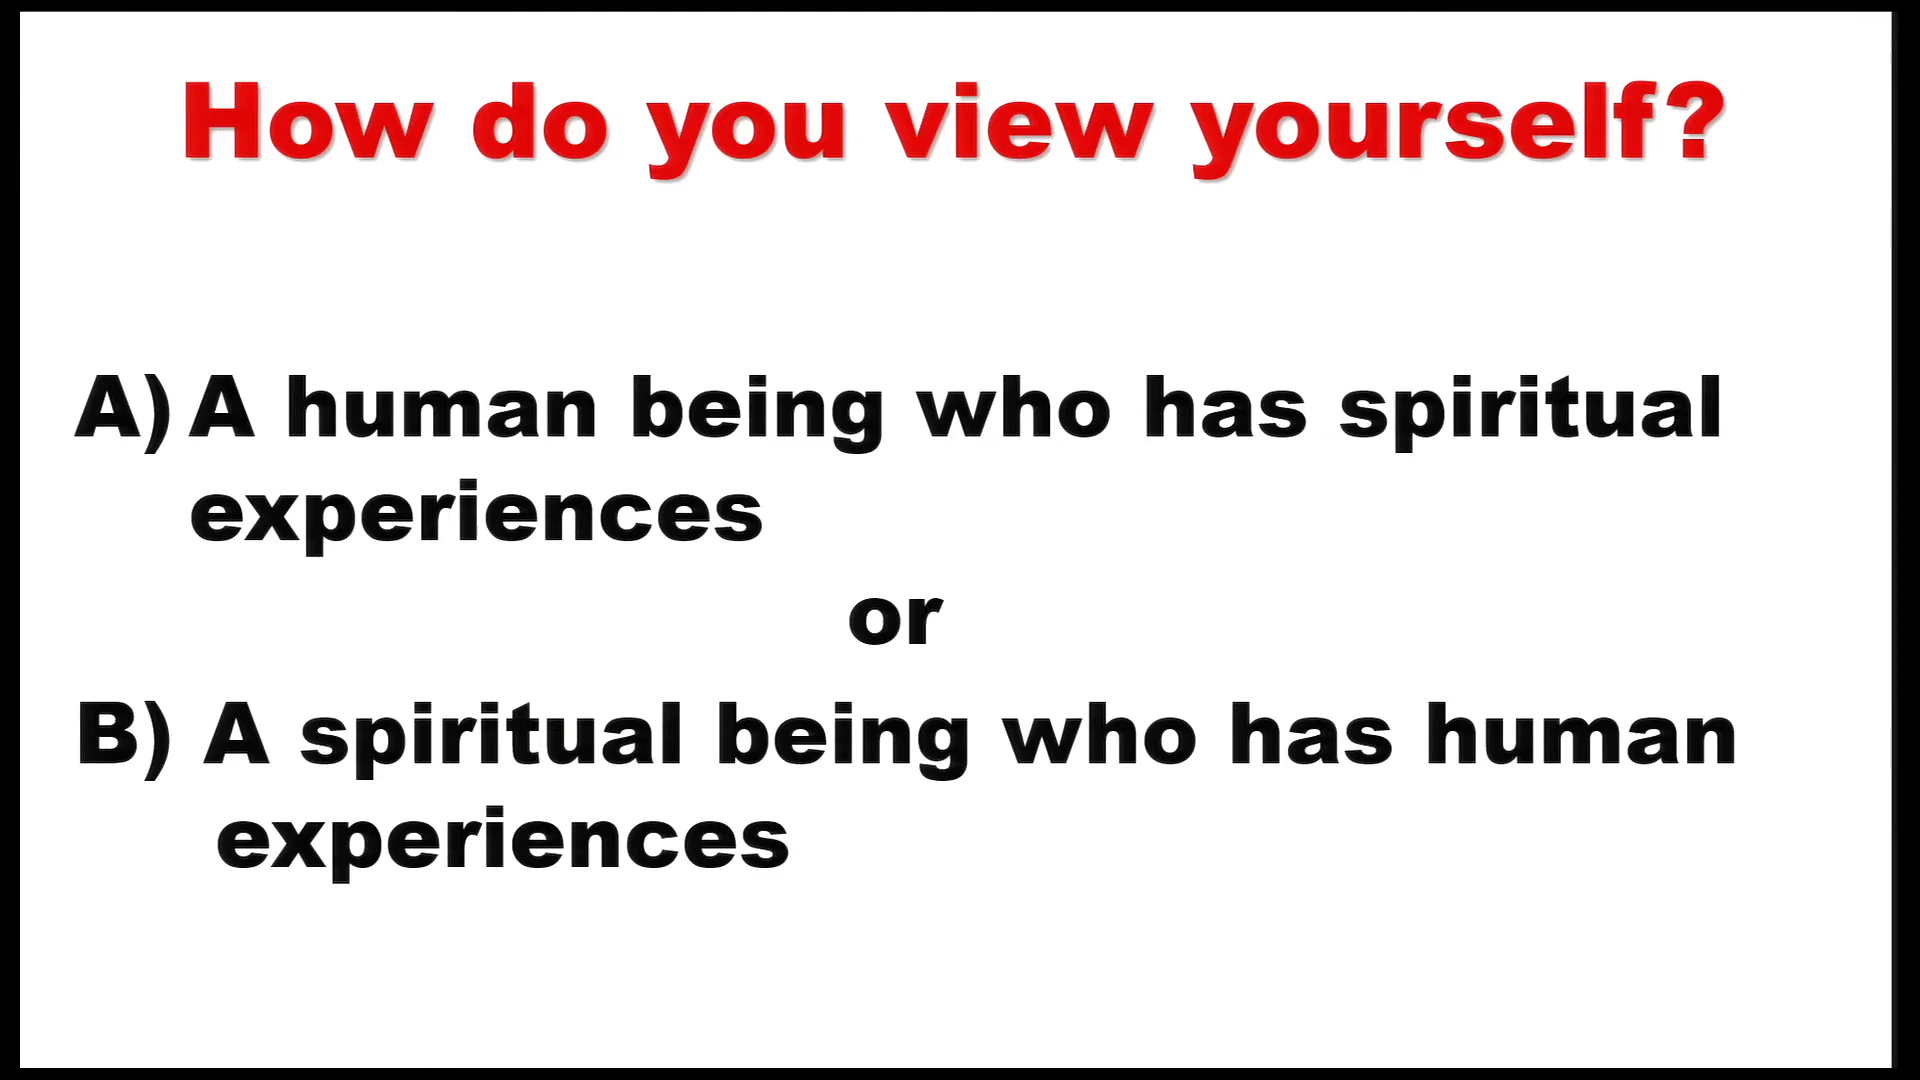 How do you view yourself?
A) A human being who has spiritual
experiences
or
B) A spiritual being who has human
experiences